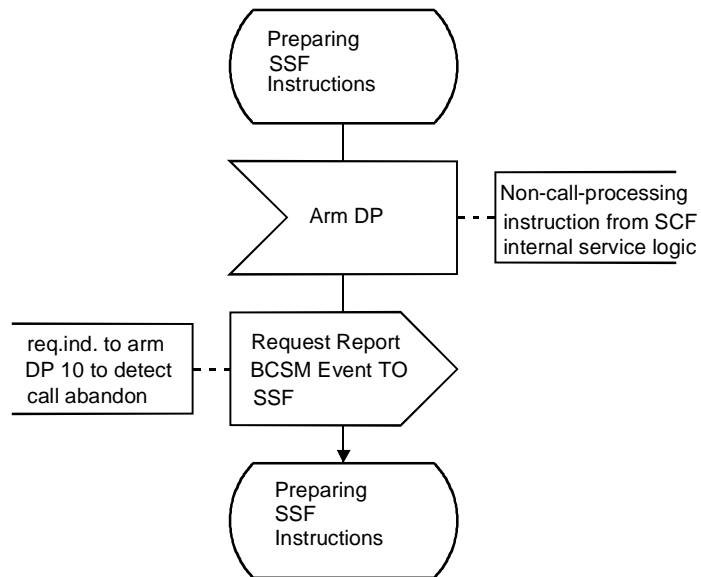 Preparing
SSF
Instructions
Arm DP
Non-call-processing
instruction from SCF
internal service logic
req.ind. to arm
DP 10 to detect
call abandon
Request Report
BCSM Event TO
SSF
Preparing
SSF
Instructions